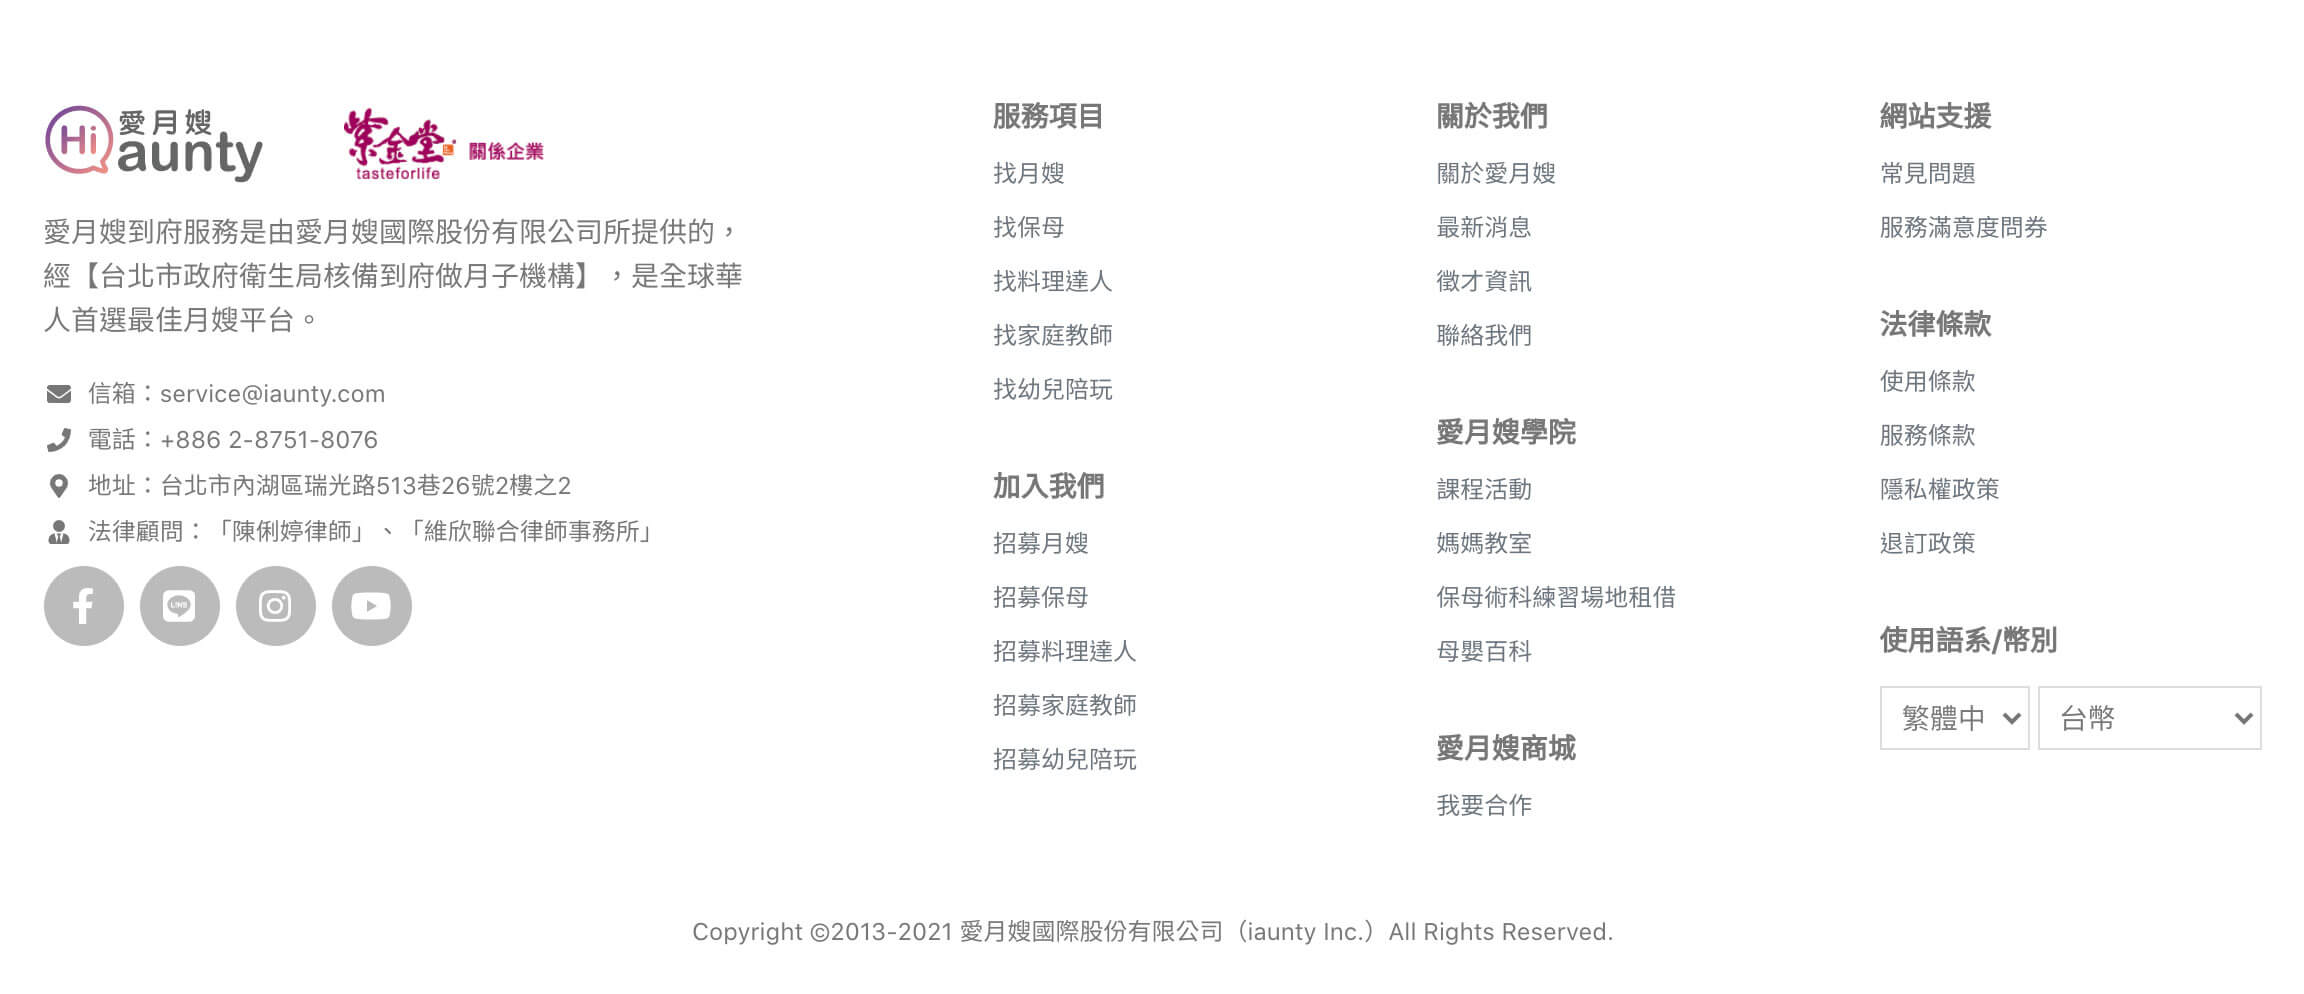 Hi 愛月嫂
aunty
紫金堂
tasteforlife
關係企業
愛月嫂到府服務是由愛月嫂國際股份有限公司所提供的，
經【台北市政府衛生局核備到府做月子機構】，是全球華
人首選最佳月嫂平台。
信箱：service@iaunty.com
電話：+886 2-8751-8076
地址：台北市內湖區瑞光路513巷26號2樓之2
法律顧問：「陳俐婷律師」、「維欣聯合律師事務所」
LINE
服務項目
找月嫂
找保母
找料理達人
找家庭教師
找幼兒陪玩
加入我們
招募月嫂
招募保母
招募料理達人
招募家庭教師
招募幼兒陪玩
關於我們
關於愛月嫂
最新消息
徵才資訊
聯絡我們
愛月嫂學院
課程活動
媽媽教室
保母術科練習場地租借
母嬰百科
愛月嫂商城
我要合作
網站支援
常見問題
服務滿意度問券
法律條款
使用條款
服務條款
隱私權政策
退訂政策
使用語系/幣別
繁體中
台幣
Copyright ©2013-2021 愛月嫂國際股份有限公司（iaunty Inc.）All Rights Reserved.